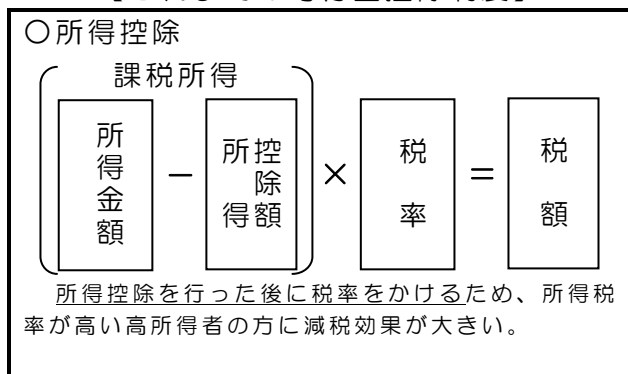 〇所得控除
課税所得
所得金額
−
所得控除額
×
税率
=
税額
所得控除を行った後に税率をかけるため、所得税
率が高い高所得者の方に減税効果が大きい。